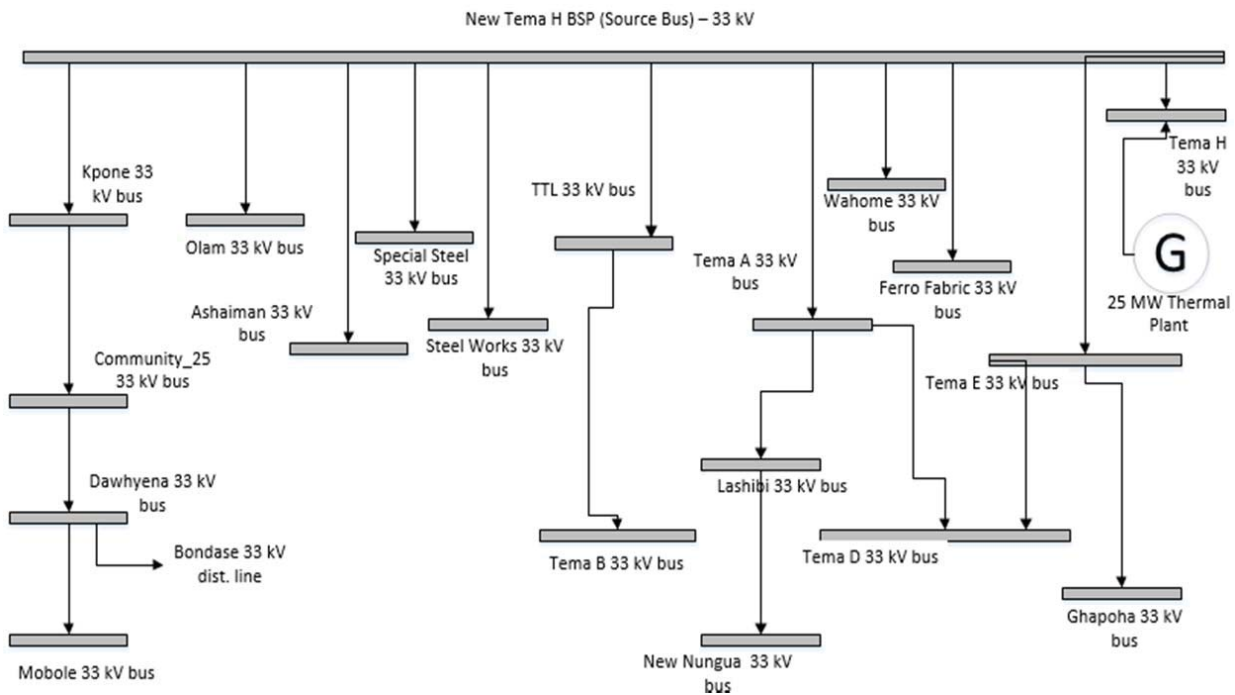 New Tema H BSP (Source Bus) – 33 kV
Kpone 33
kV bus
Olam 33 kV bus
Ashaiman 33 kV
bus
Special Steel
33 kV bus
Steel Works 33 kV
bus
TTL 33 kV bus
Tema A 33 kV
bus
Wahome 33 kV
bus
Ferro Fabric 33 kV
bus
Tema H
33 kV
bus
G
25 MW Thermal
Plant
Community_25
33 kV bus
Tema E 33 kV bus
Dawhyena 33 kV
bus
Bondase 33 kV
dist. line
Lashibi 33 kV bus
Tema B 33 kV bus
Tema D 33 kV bus
Ghapoha 33 kV
bus
Mobole 33 kV bus
New Nungua  33 kV
bus